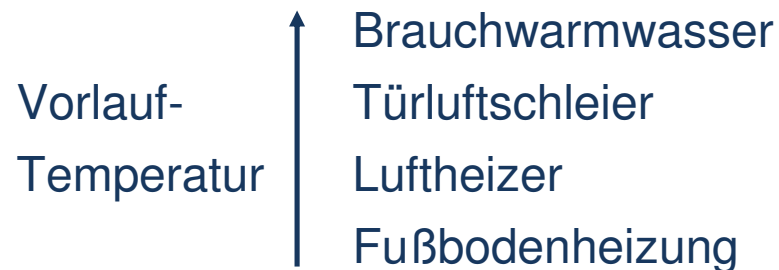 Brauchwarmwasser
Vorlauf-
Türluftschleier
Temperatur
Luftheizer
Fußbodenheizung